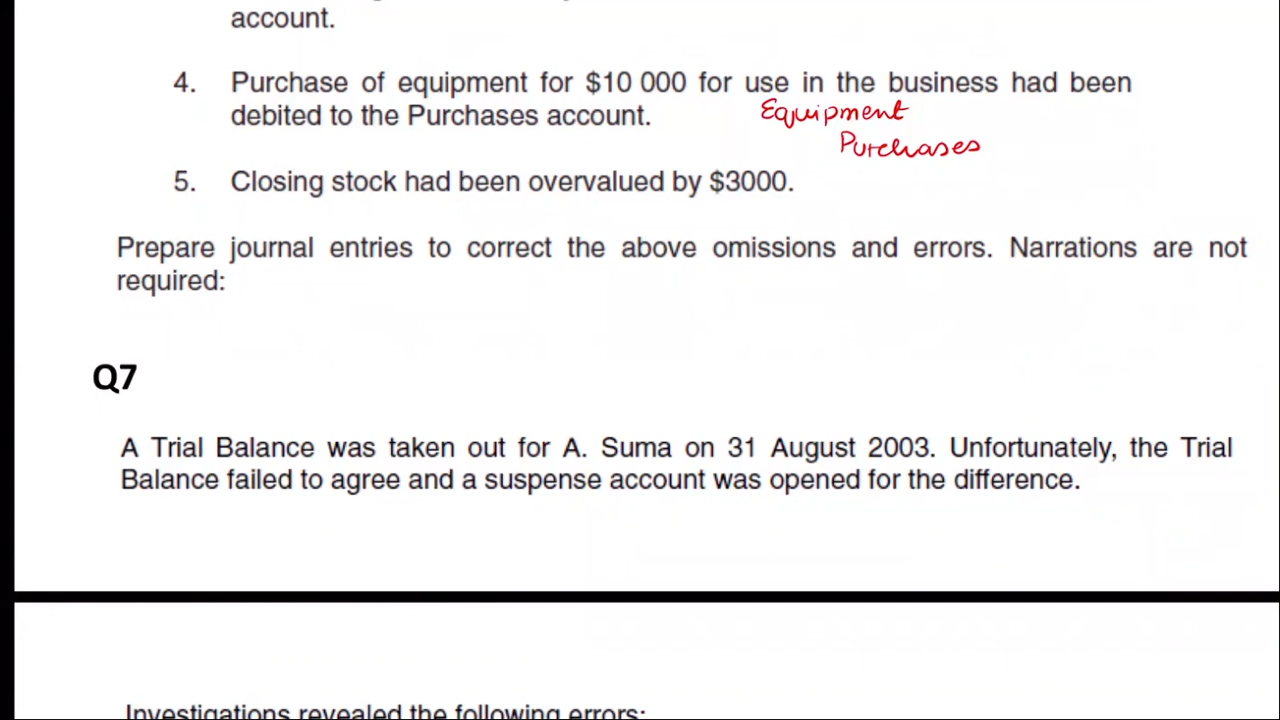 account.
4. Purchase of equipment for $10 000 for use in the business had been
debited to the Purchases account.
Equipment
Purchases
5. Closing stock had been overvalued by $3000.
Prepare journal entries to correct the above omissions and errors. Narrations are not
required:
Q7
A Trial Balance was taken out for A. Suma on 31 August 2003. Unfortunately, the Trial
Balance failed to agree and a suspense account was opened for the difference.
Investigations revealed the following errors: